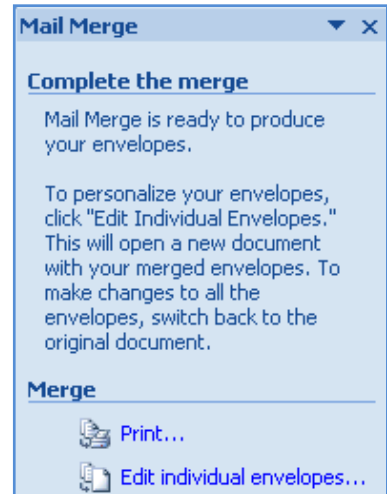 Mail Merge
Complete the merge
Mail Merge is ready to produce
your envelopes.
To personalize your envelopes,
click "Edit Individual Envelopes."
This will open a new document
with your merged envelopes. To
make changes to all the
envelopes, switch back to the
original document.
Merge
Print...
Edit individual envelopes...